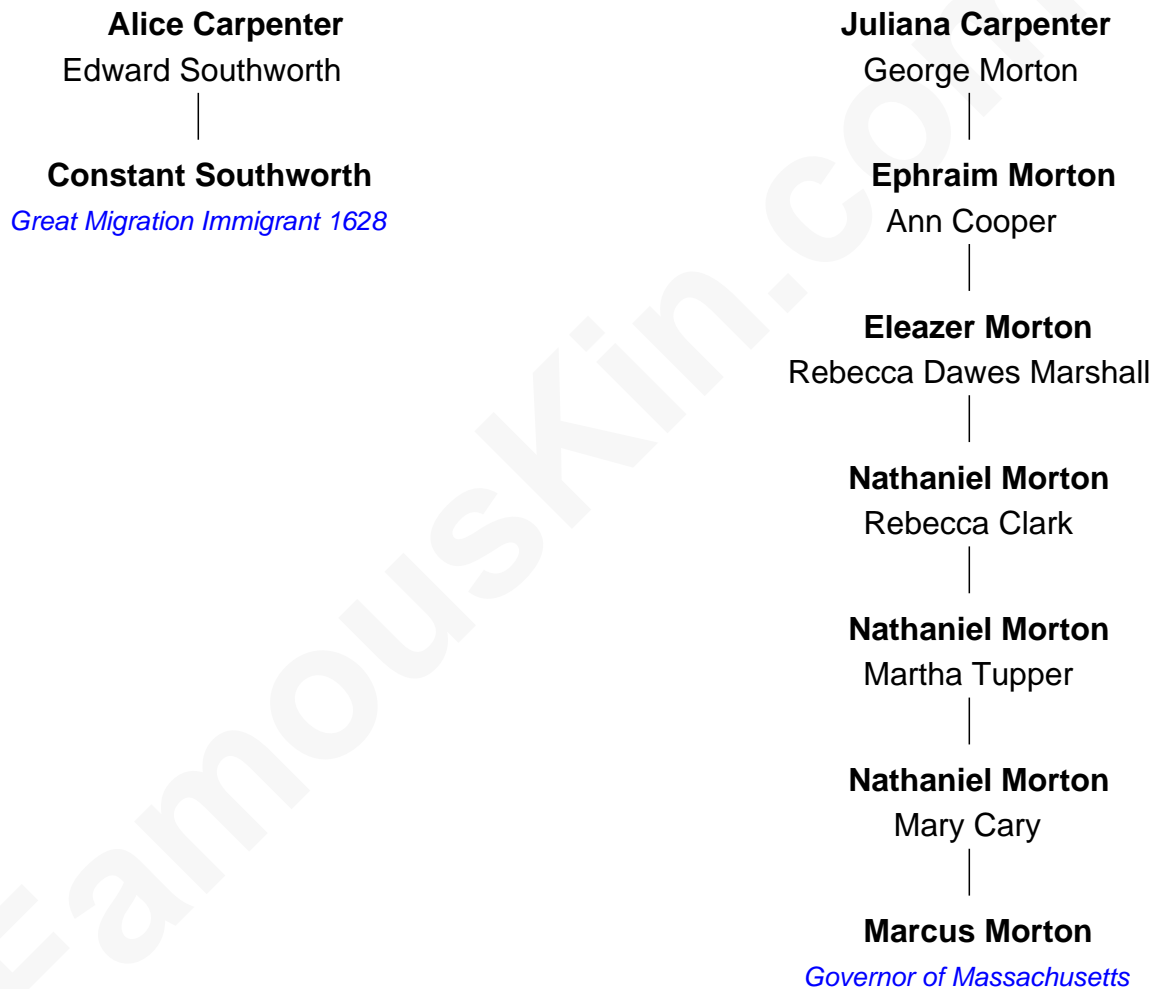 Alice Carpenter
Edward Southworth
Constant Southworth
Great Migration Immigrant 1628
Juliana Carpenter
George Morton
Ephraim Morton
Ann Cooper
Eleazer Morton
Rebecca Dawes Marshall
Nathaniel Morton
Rebecca Clark
Nathaniel Morton
Martha Tupper
Nathaniel Morton
Mary Cary
Marcus Morton
Governor of Massachusetts
FamousKin.com